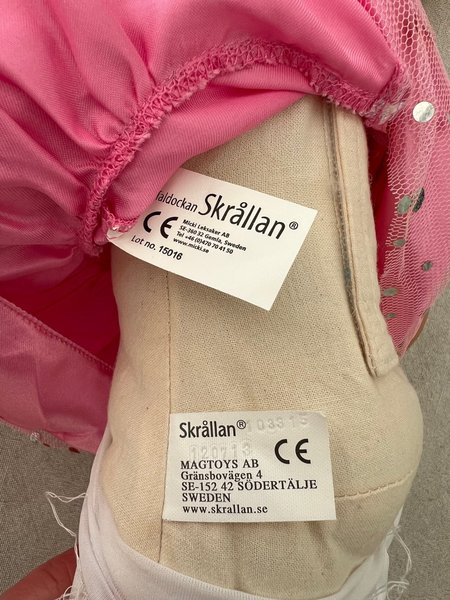 aldockan Skrållan®
CE
Micki Leksaker AB
SE-360 32 Gemla, Sweden
Tel +46 (0)470 70 41 50
www.micki.se
Lot no. 15016
Skrållan® 103315
120713
CE
MAGTOYS AB
Gränsbovägen 4
SE-152 42 SÖDERTÄLJE
SWEDEN
www.skrallan.se